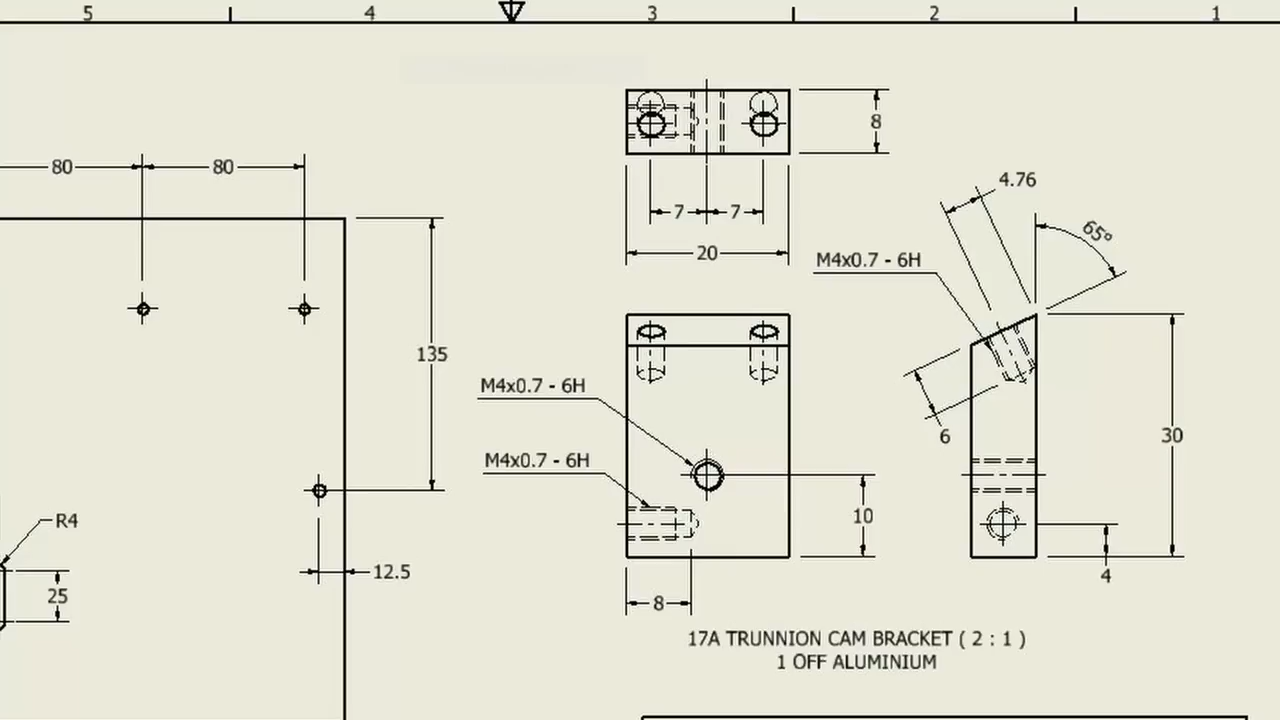 5 4 3 2 1
8
80 80
4.76
7 7
65°
20
M4x0.7 - 6H
135
M4x0.7 - 6H
6
30
M4x0.7 - 6H
10
R4
12.5
4
25
8
17A TRUNNION CAM BRACKET ( 2 : 1 )
1 OFF ALUMINIUM